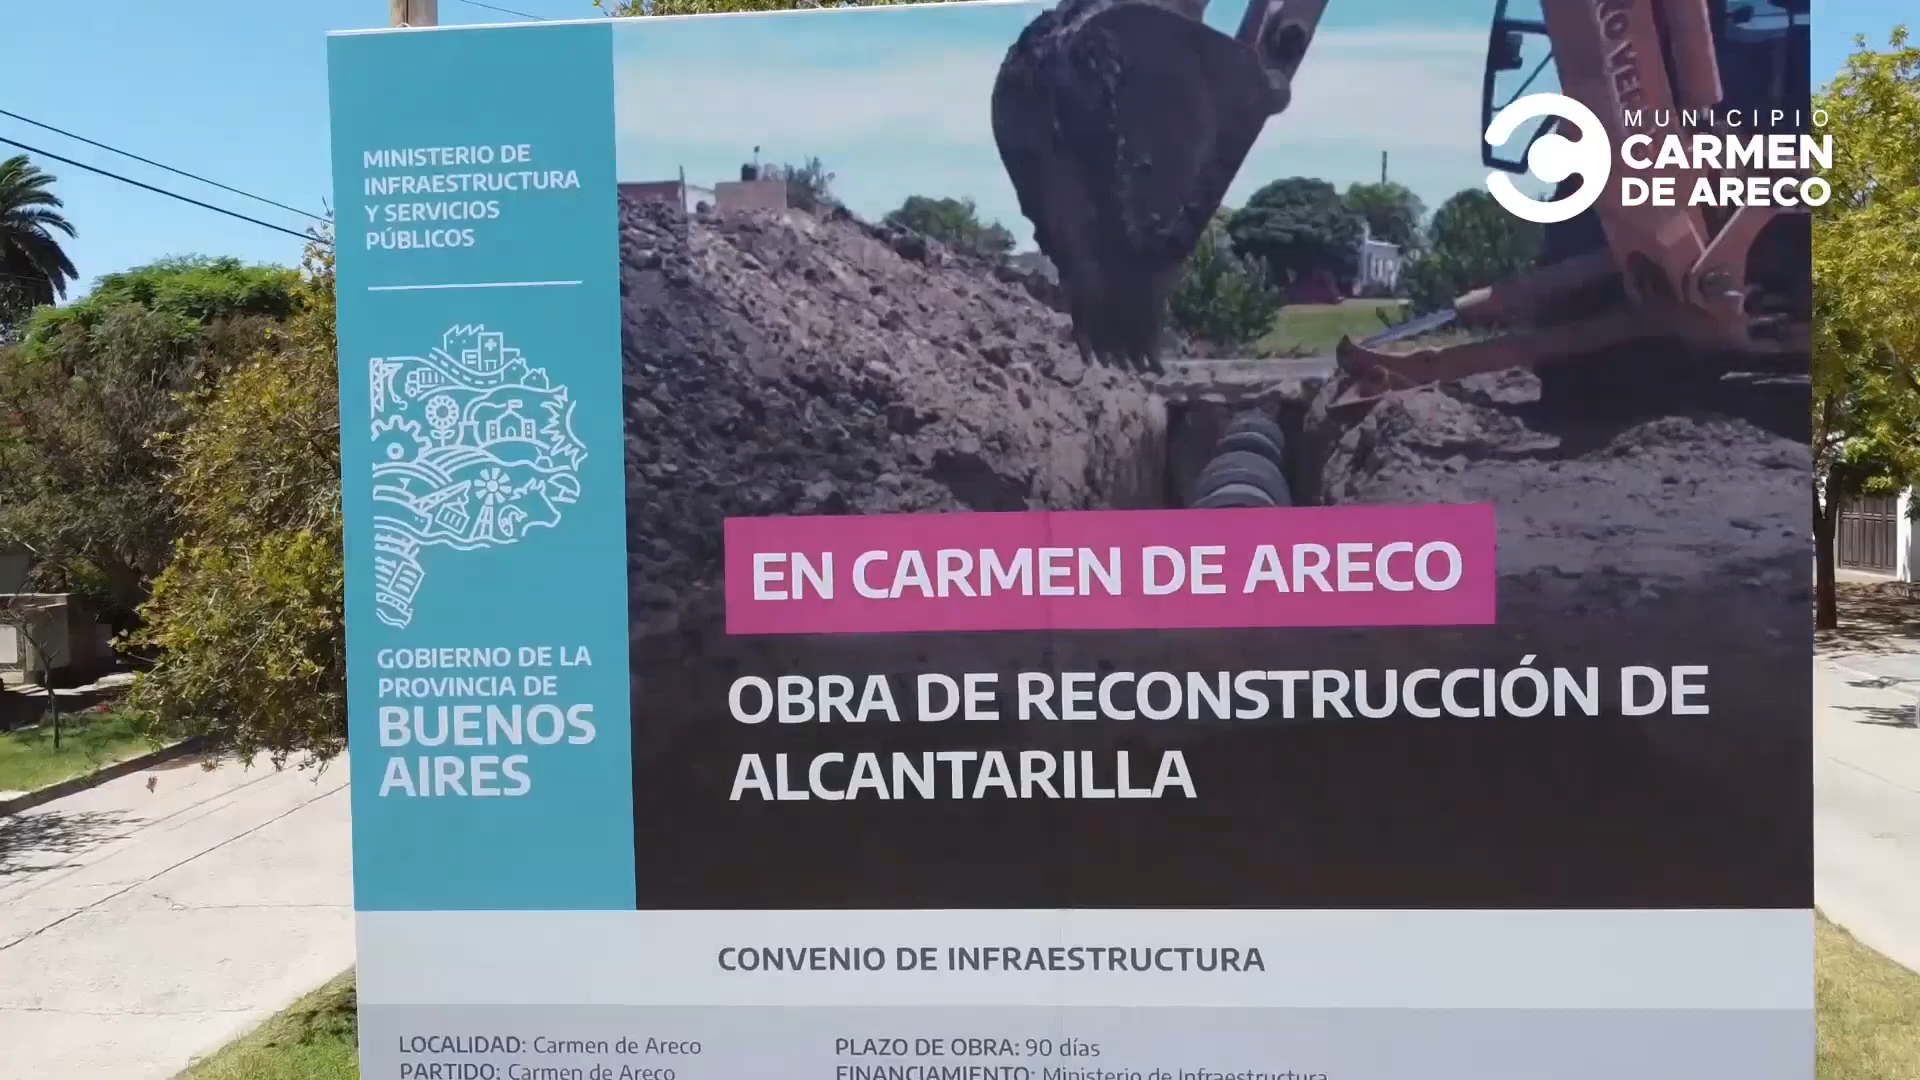 MINISTERIO DE
INFRAESTRUCTURA
Y SERVICIOS
PÚBLICOS
GOBIERNO DE LA
PROVINCIA DE
BUENOS
AIRES
MUNICIPIO
CARMEN
DE ARECO
EN CARMEN DE ARECO
OBRA DE RECONSTRUCCIÓN DE
ALCANTARILLA
CONVENIO DE INFRAESTRUCTURA
LOCALIDAD: Carmen de Areco
PARTIDO: Carmen de Areco
PLAZO DE OBRA: 90 días
FINANCIAMIENTO: Ministerio de Infraestructura